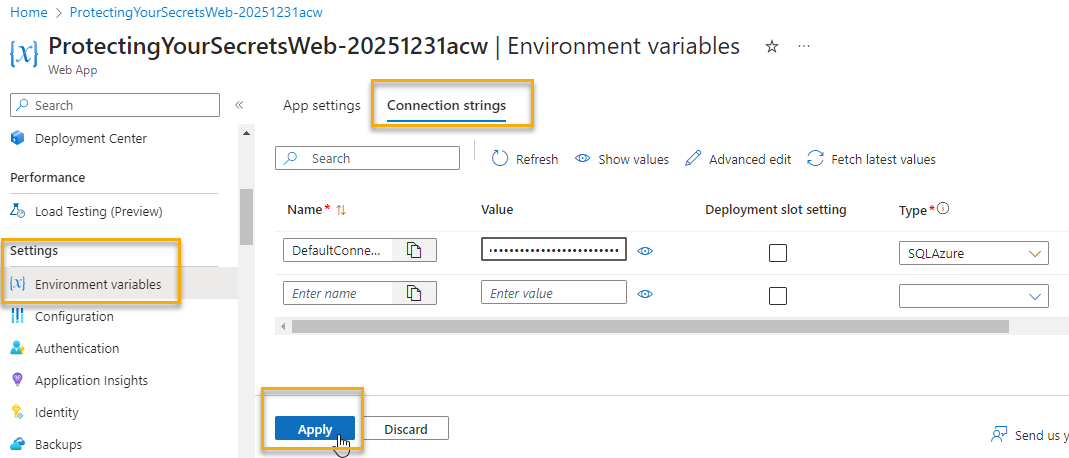 Home > ProtectingYourSecretsWeb-20251231acw
{x} ProtectingYourSecretsWeb-20251231acw | Environment variables ☆ ...
Web App
Search «
Deployment Center
Performance
Load Testing (Preview)
Settings
{x} Environment variables
Configuration
Authentication
Application Insights
Identity
Backups
App settings Connection strings
Search Refresh Show values Advanced edit Fetch latest values
Name* ↑↓ Value Deployment slot setting Type*
DefaultConne... •••••••••••••••••••••••• SQLAzure
Enter name Enter value
Apply Discard
Send us y